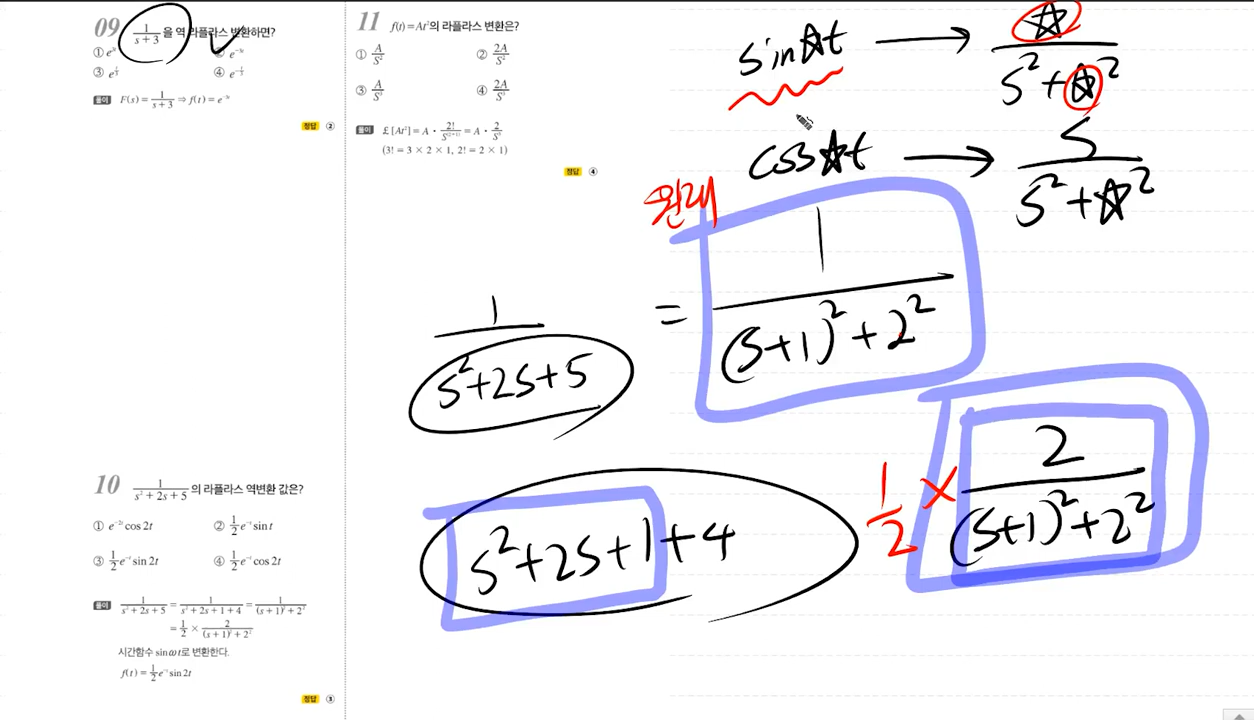 09 1/(s+3) 을 역 라플라스 변환하면?
① e³ ② e⁻³ᵗ
④
풀이 F(s) = 1/(s+3) ⇒ f(t) = e⁻³ᵗ
정답 ②
10 1/(s²+2s+5) 의 라플라스 역변환 값은?
① e⁻²ᵗ cos 2t ② 1/2 e⁻ᵗ sin t
③ 1/2 e⁻ᵗ sin 2t ④ 1/2 e⁻ᵗ cos 2t
풀이 1/(s²+2s+5) = 1/(s²+2s+1+4) = 1/((s+1)²+2²)
= 1/2 × 2/((s+1)²+2²)
시간함수 sin ωt로 변환한다.
f(t) = 1/2 e⁻ᵗ sin 2t
정답 ③
11 f(t) = At²의 라플라스 변환은?
① A/S² ② 2A/S²
③ A/S³ ④ 2A/S³
풀이 £[At²] = A · 2!/S⁽²⁺¹⁾ = A · 2/S³
(3! = 3 × 2 × 1, 2! = 2 × 1)
정답 ④
sin☆t → ☆/(s²+☆²)
cos☆t → s/(s²+☆²)
원래
1/(s²+2s+5) = 1/((s+1)²+2²)
s²+2s+1+4
1/2 × 2/((s+1)²+2²)